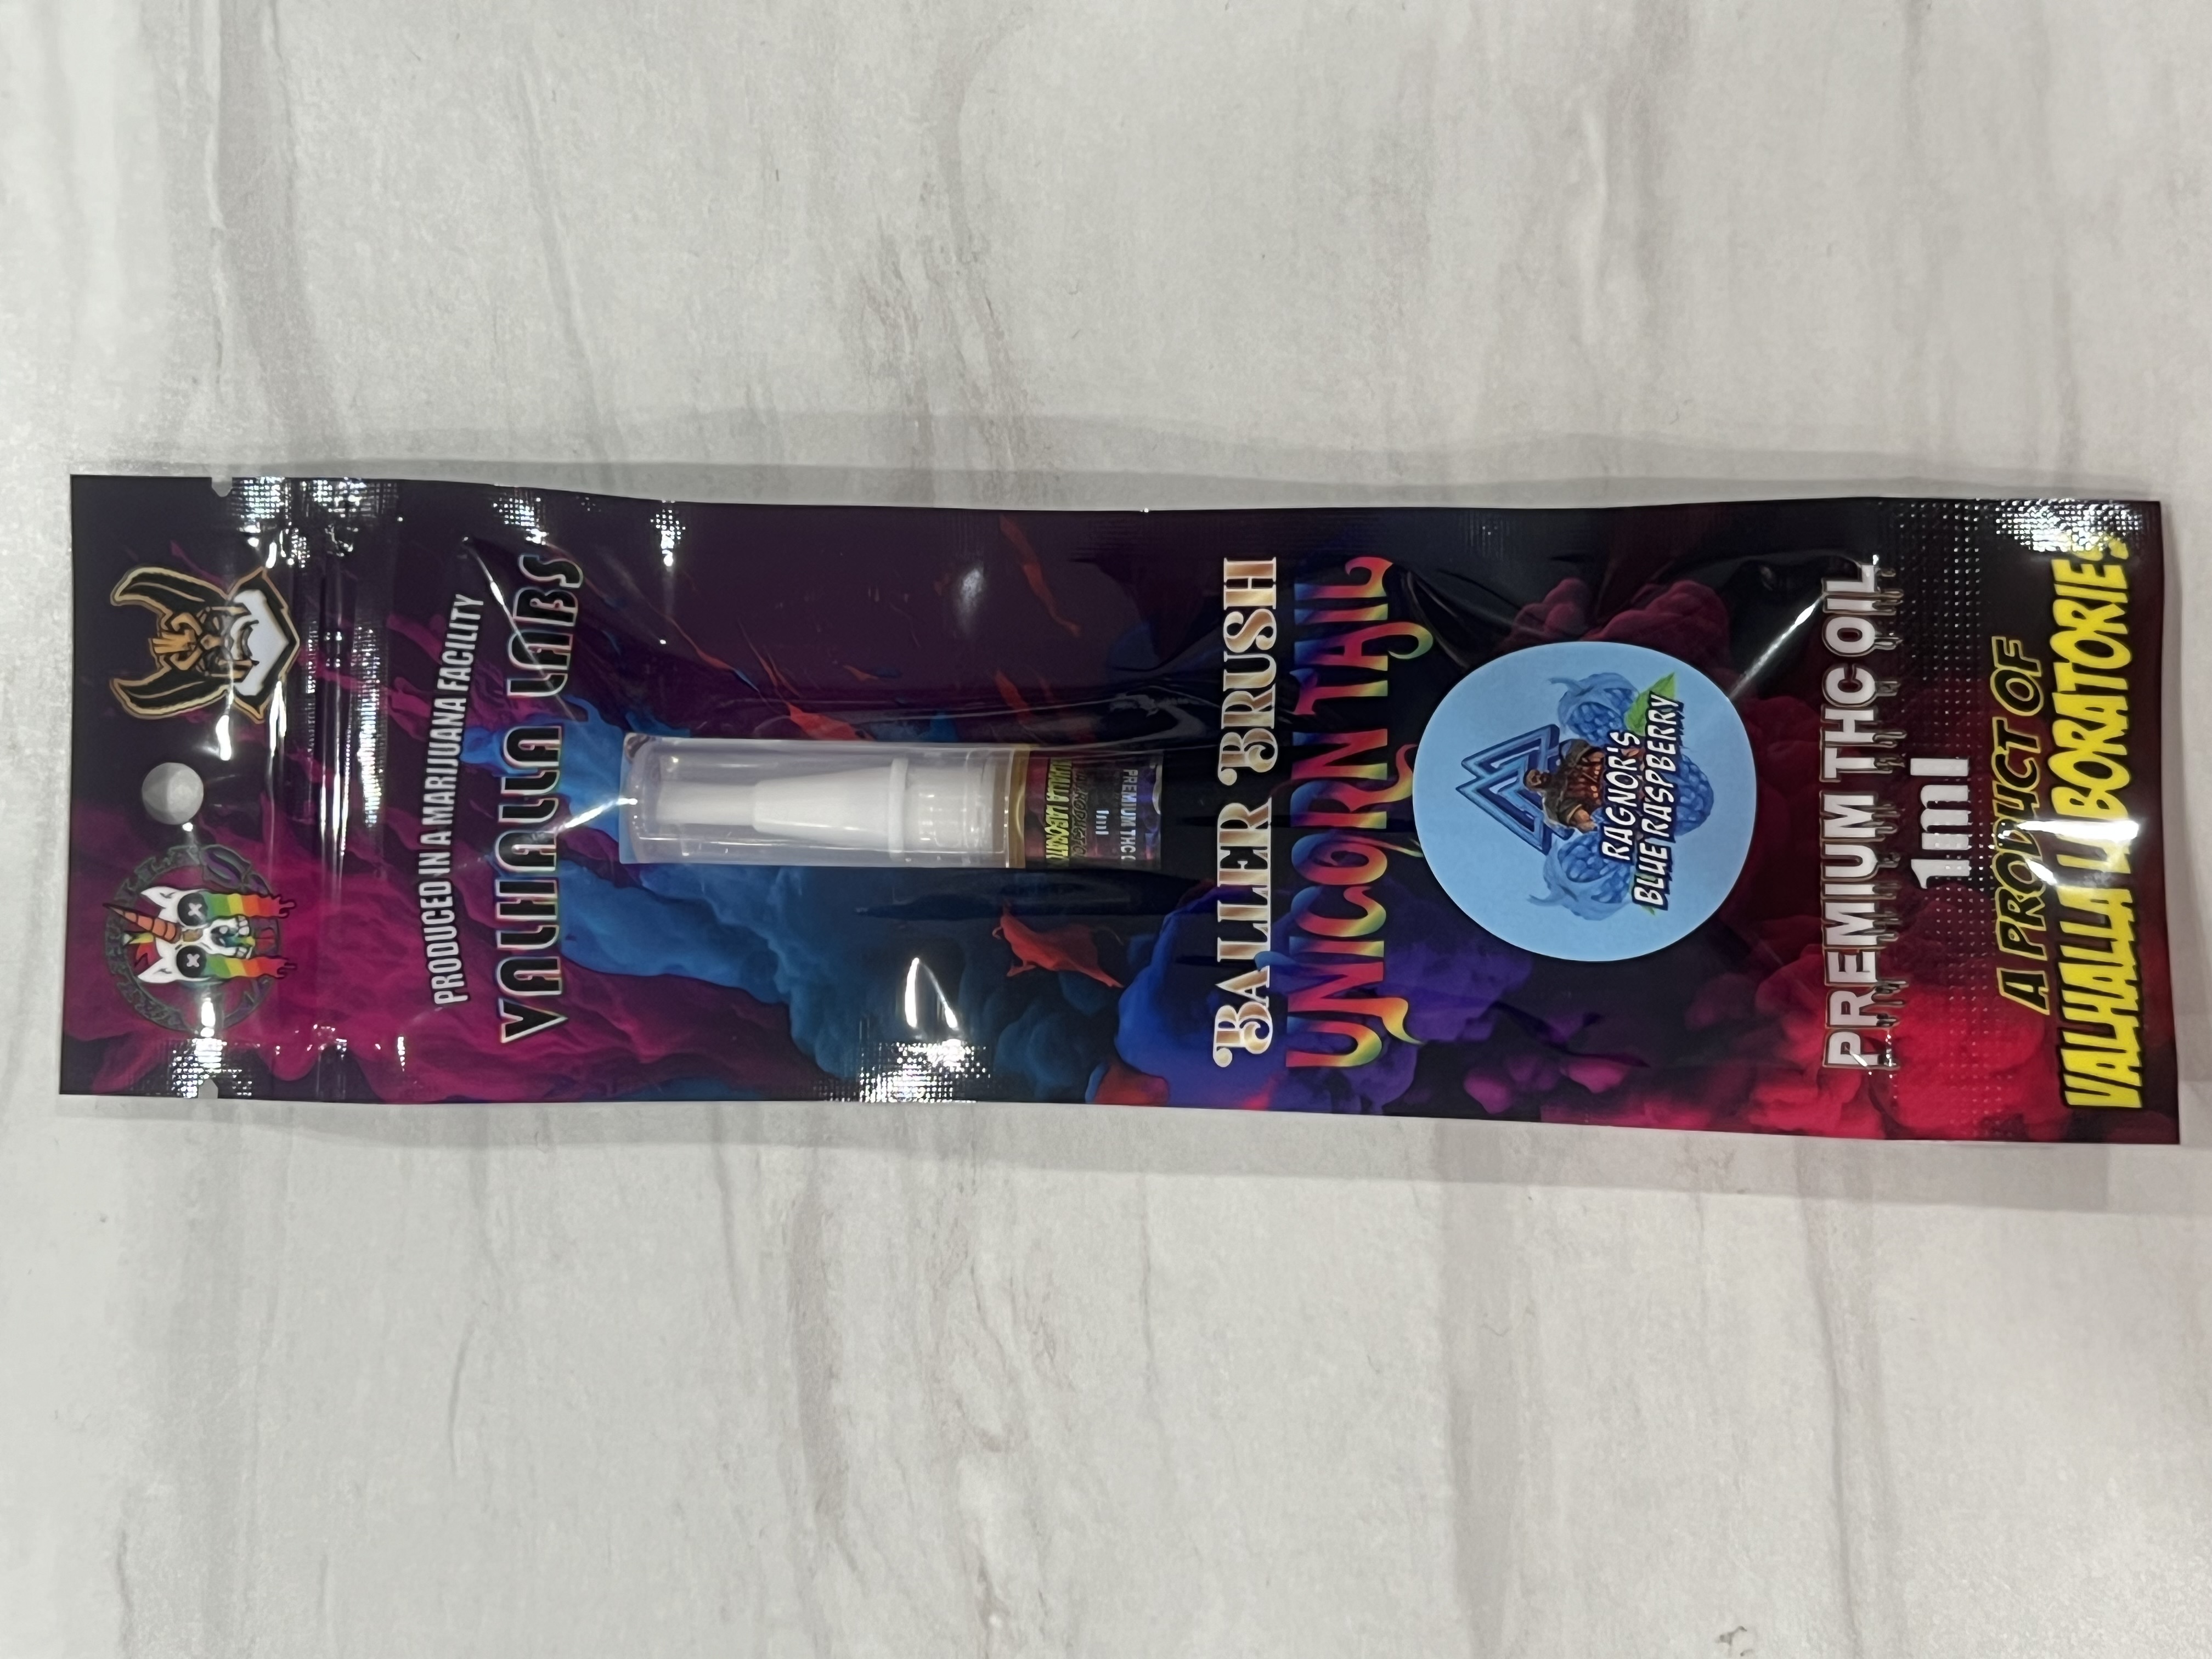 PRODUCED IN A MARIJUANA FACILITY
VALHALLA LABS
PREMIUM THC
1ml
BALLER BRUSH
UNICORN TAIL
RAGNOR'S
BLUE RASPBERRY
PREMIUM THC OIL
1ml
A PRODUCT OF
VALHALLA LABORATORIES